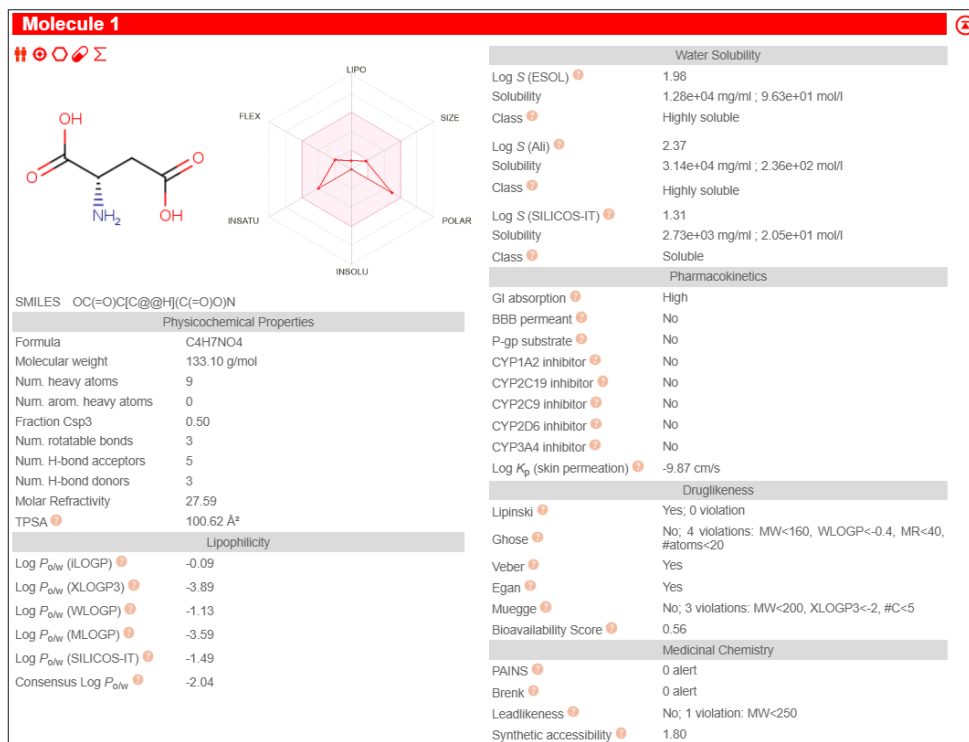 Molecule 1
LIPO
FLEX
SIZE
INSATU
POLAR
INSOLU
OH
O
O
NH2
OH
SMILES OC(=O)C[C@@H](C(=O)O)N
Physicochemical Properties
Formula C4H7NO4
Molecular weight 133.10 g/mol
Num. heavy atoms 9
Num. arom. heavy atoms 0
Fraction Csp3 0.50
Num. rotatable bonds 3
Num. H-bond acceptors 5
Num. H-bond donors 3
Molar Refractivity 27.59
TPSA ? 100.62 Å²
Lipophilicity
Log Po/w (iLOGP) ? -0.09
Log Po/w (XLOGP3) ? -3.89
Log Po/w (WLOGP) ? -1.13
Log Po/w (MLOGP) ? -3.59
Log Po/w (SILICOS-IT) ? -1.49
Consensus Log Po/w ? -2.04
Water Solubility
Log S (ESOL) ? 1.98
Solubility 1.28e+04 mg/ml ; 9.63e+01 mol/l
Class ? Highly soluble
Log S (Ali) ? 2.37
Solubility 3.14e+04 mg/ml ; 2.36e+02 mol/l
Class ? Highly soluble
Log S (SILICOS-IT) ? 1.31
Solubility 2.73e+03 mg/ml ; 2.05e+01 mol/l
Class ? Soluble
Pharmacokinetics
GI absorption ? High
BBB permeant ? No
P-gp substrate ? No
CYP1A2 inhibitor ? No
CYP2C19 inhibitor ? No
CYP2C9 inhibitor ? No
CYP2D6 inhibitor ? No
CYP3A4 inhibitor ? No
Log Kp (skin permeation) ? -9.87 cm/s
Druglikeness
Lipinski ? Yes; 0 violation
Ghose ? No; 4 violations: MW<160, WLOGP<-0.4, MR<40,
#atoms<20
Veber ? Yes
Egan ? Yes
Muegge ? No; 3 violations: MW<200, XLOGP3<-2, #C<5
Bioavailability Score ? 0.56
Medicinal Chemistry
PAINS ? 0 alert
Brenk ? 0 alert
Leadlikeness ? No; 1 violation: MW<250
Synthetic accessibility ? 1.80